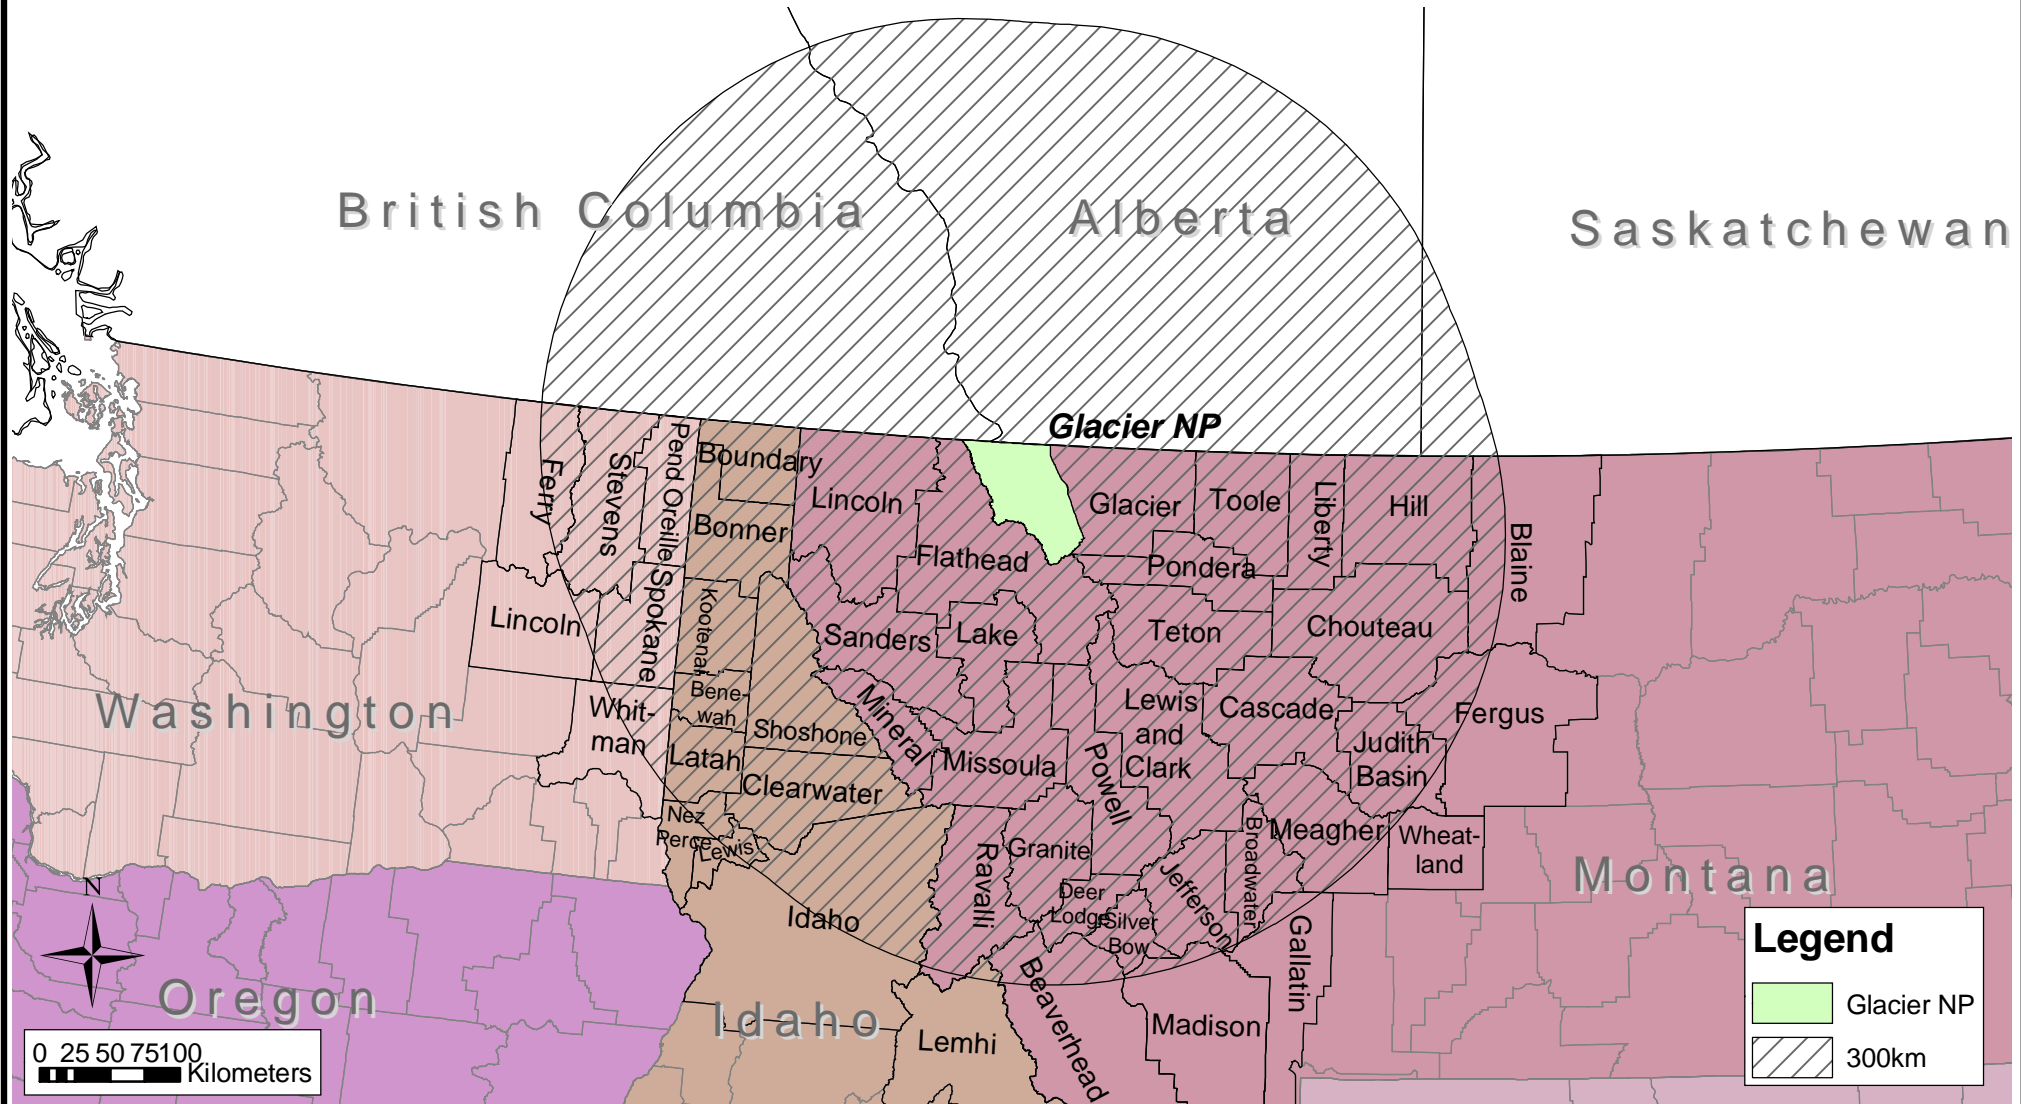 British Columbia
Alberta
Saskatchewan
Glacier NP
Ferry
Stevens
Pend Oreille
Boundary
Lincoln
Glacier
Toole
Liberty
Hill
Blaine
Bonner
Flathead
Pondera
Lincoln
Spokane
Kootenai
Sanders
Lake
Teton
Chouteau
Washington
Whit-
man
Bene-
wah
Shoshone
Mineral
Lewis
and
Clark
Cascade
Fergus
Judith
Basin
Latah
Clearwater
Missoula
Powell
Nez
Perce
Lewis
Ravalli
Granite
Broadwater
Meagher
Wheat-
land
Montana
Deer
Lodge
Silver
Bow
Jefferson
Idaho
Gallatin
N
Oregon
Idaho
Lemhi
Beaverhead
Madison
Legend
Glacier NP
300km
0 25 50 75 100
Kilometers